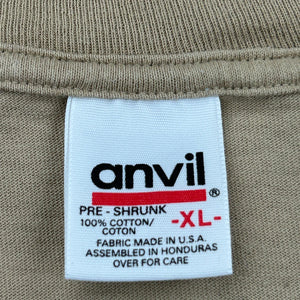 anvil®
PRE - SHRUNK
100% COTTON/
COTON
-XL-
FABRIC MADE IN U.S.A.
ASSEMBLED IN HONDURAS
OVER FOR CARE